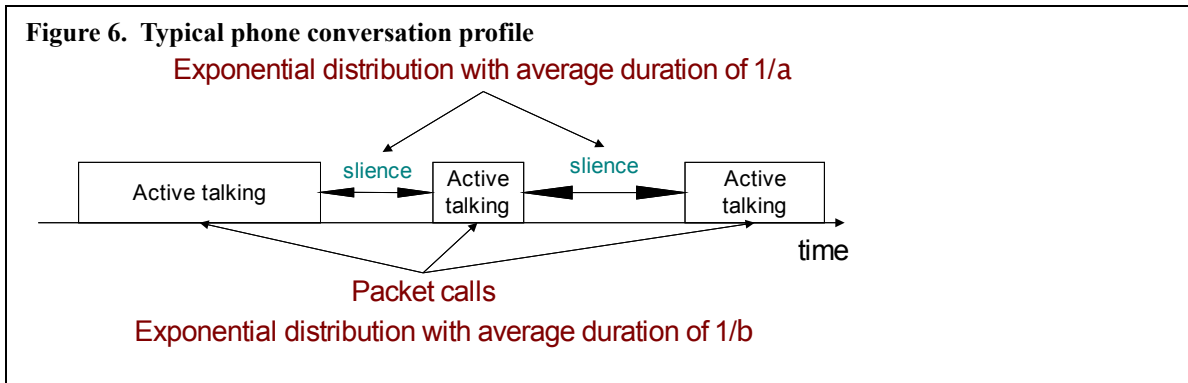 Figure 6. Typical phone conversation profile
Exponential distribution with average duration of 1/a
slience
slience
Active talking
Active
talking
Active
talking
time
Packet calls
Exponential distribution with average duration of 1/b